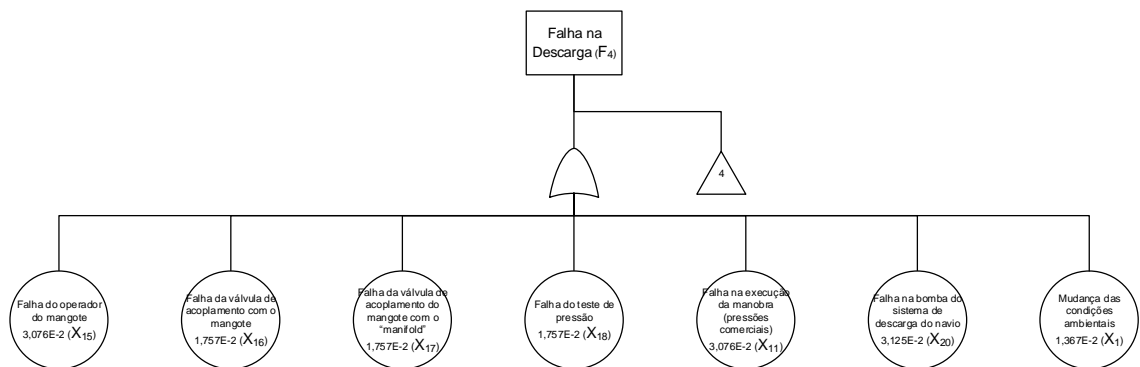 Falha na
Descarga (F4)
4
Falha do operador
do mangote
3,076E-2 (X15)
Falha da válvula de
acoplamento com o
mangote
1,757E-2 (X16)
Falha da válvula de
acoplamento do
mangote com o
"manifold"
1,757E-2 (X17)
Falha do teste de
pressão
1,757E-2 (X18)
Falha na execução
da manobra
(pressões
comerciais)
3,076E-2 (X11)
Falha na bomba do
sistema de
descarga do navio
3,125E-2 (X20)
Mudança das
condições
ambientais
1,367E-2 (X1)